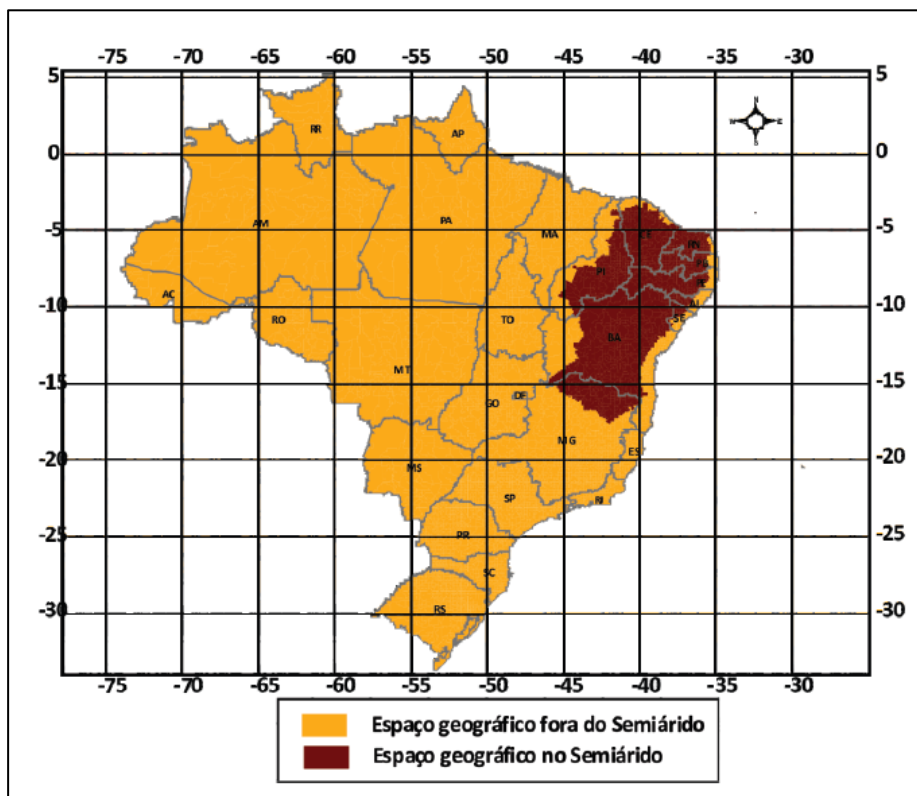 -75 -70 -65 -60 -55 -50 -45 -40 -35 -30
5 5
RR
AP
0 0
AM PA MA
-5 CE RN -5
PI PB
PE
AC AL
-10 -10
RO TO SE
BA
MT
-15 -15
GO DF
MG
ES
-20 MS -20
SP
RJ
-25 PR -25
SC
-30 RS -30
-75 -70 -65 -60 -55 -50 -45 -40 -35 -30
Espaço geográfico fora do Semiárido
Espaço geográfico no Semiárido